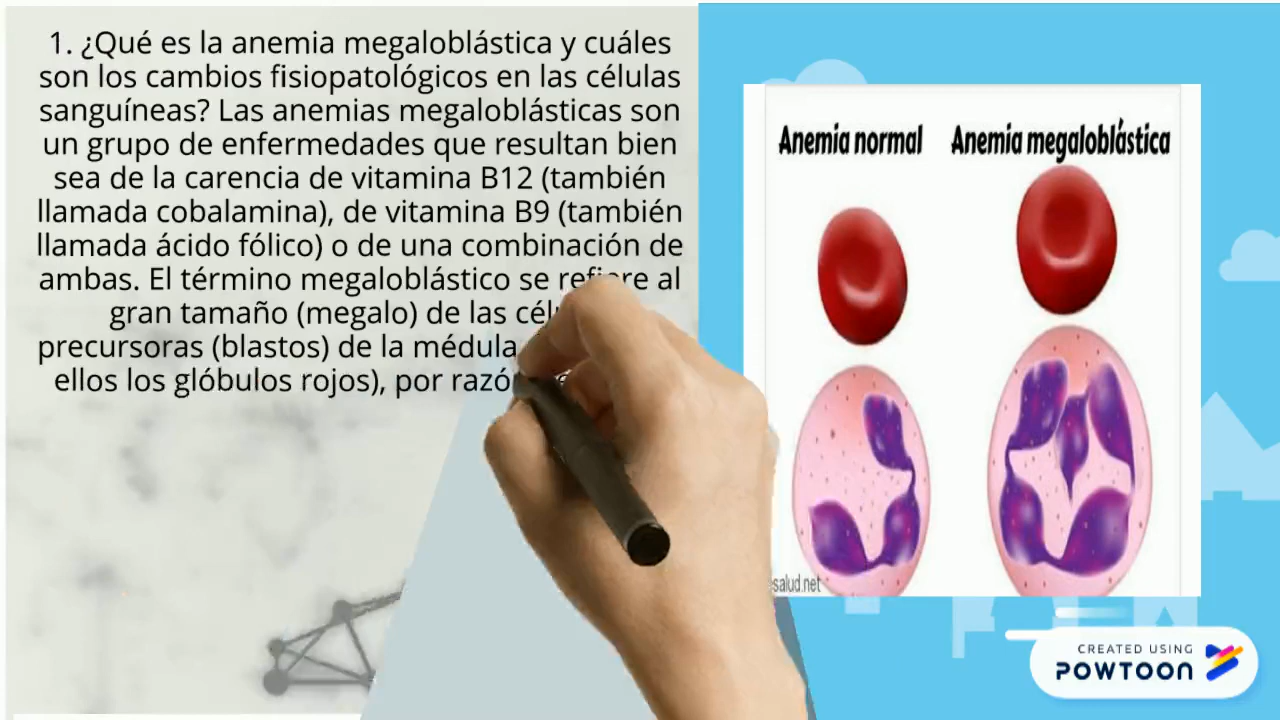 1. ¿Qué es la anemia megaloblástica y cuáles
son los cambios fisiopatológicos en las células
sanguíneas? Las anemias megaloblásticas son
un grupo de enfermedades que resultan bien
sea de la carencia de vitamina B12 (también
llamada cobalamina), de vitamina B9 (también
llamada ácido fólico) o de una combinación de
ambas. El término megaloblástico se refiere al
gran tamaño (megalo) de las
precursoras (blastos) de la médula
ellos los glóbulos rojos), por
Anemia normal
Anemia megaloblástica
esalud.net
CREATED USING
POWTOON